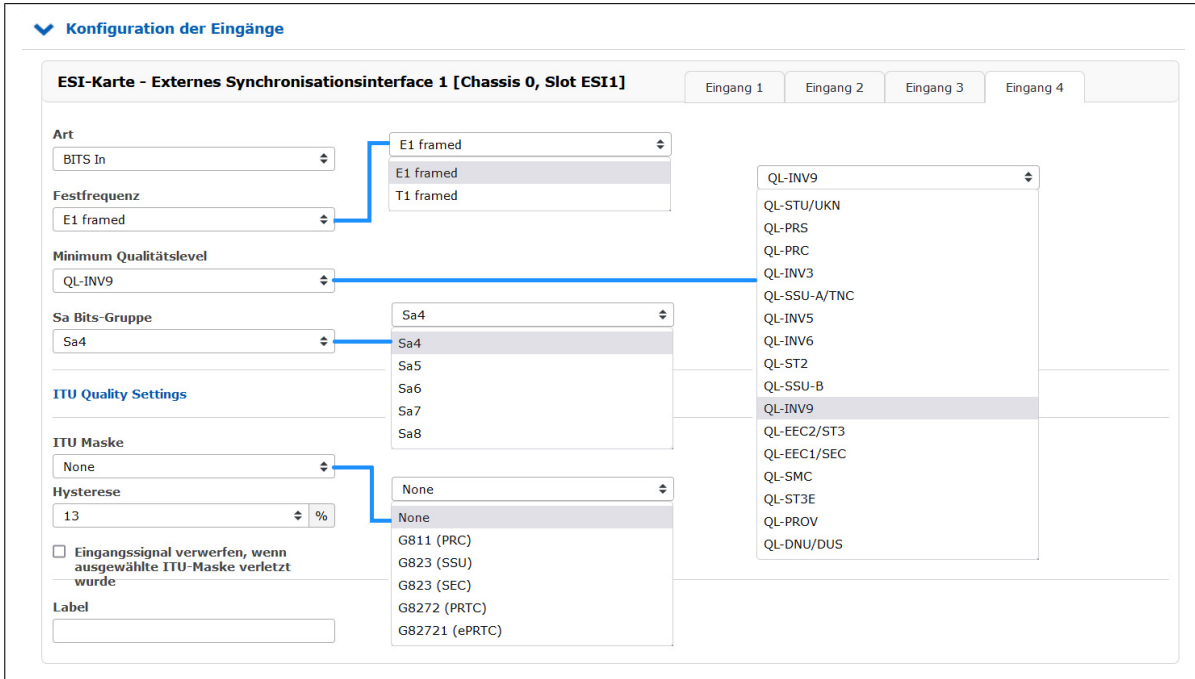 Konfiguration der Eingänge
ESI-Karte - Externes Synchronisationsinterface 1 [Chassis 0, Slot ESI1]
Eingang 1
Eingang 2
Eingang 3
Eingang 4
Art
BITS In
Festfrequenz
E1 framed
Minimum Qualitätslevel
QL-INV9
Sa Bits-Gruppe
Sa4
ITU Quality Settings
ITU Maske
None
Hysterese
13 %
Eingangssignal verwerfen, wenn
ausgewählte ITU-Maske verletzt
wurde
Label
E1 framed
E1 framed
T1 framed
Sa4
Sa4
Sa5
Sa6
Sa7
Sa8
None
None
G811 (PRC)
G823 (SSU)
G823 (SEC)
G8272 (PRTC)
G82721 (ePRTC)
QL-INV9
QL-STU/UKN
QL-PRS
QL-PRC
QL-INV3
QL-SSU-A/TNC
QL-INV5
QL-INV6
QL-ST2
QL-SSU-B
QL-INV9
QL-EEC2/ST3
QL-EEC1/SEC
QL-SMC
QL-ST3E
QL-PROV
QL-DNU/DUS